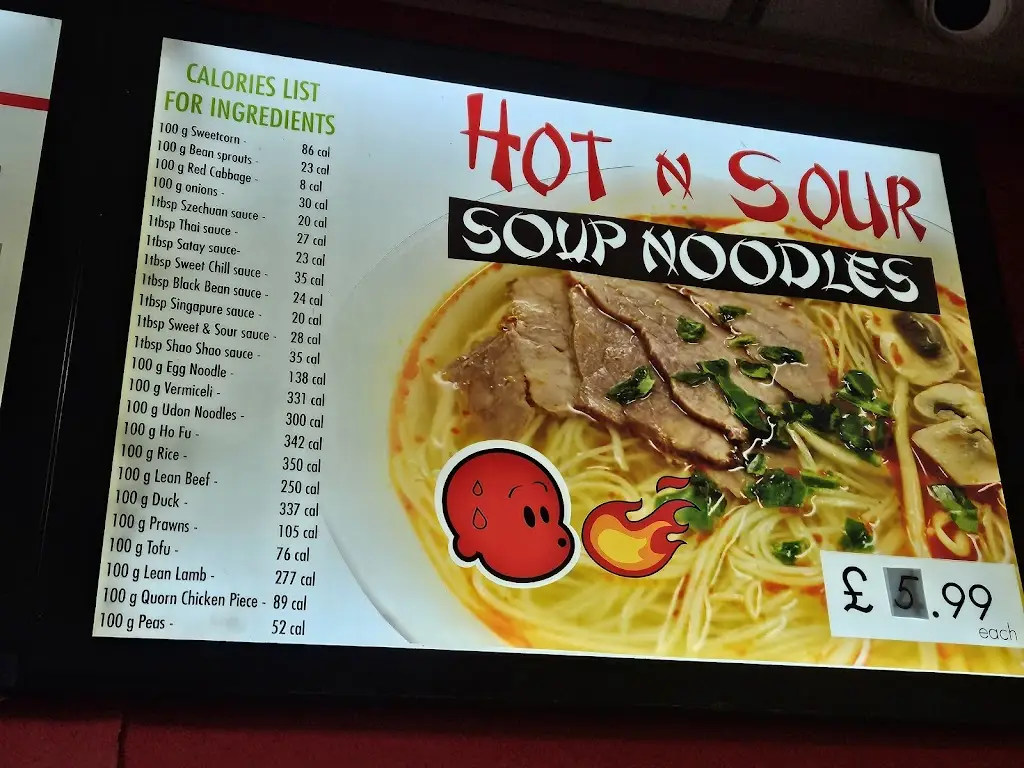 CALORIES LIST
FOR INGREDIENTS
100 g Sweetcorn - 86 cal
100 g Bean sprouts - 23 cal
100 g Red Cabbage - 8 cal
100 g onions - 30 cal
1tbsp Szechuan sauce - 20 cal
1tbsp Thai sauce - 27 cal
1tbsp Satay sauce- 23 cal
1tbsp Sweet Chill sauce - 35 cal
1tbsp Black Bean sauce - 24 cal
1tbsp Singapure sauce - 20 cal
1tbsp Sweet & Sour sauce - 28 cal
1tbsp Shao Shao sauce - 35 cal
100 g Egg Noodle - 138 cal
100 g Vermiceli - 331 cal
100 g Udon Noodles - 300 cal
100 g Ho Fu - 342 cal
100 g Rice - 350 cal
100 g Lean Beef - 250 cal
100 g Duck - 337 cal
100 g Prawns - 105 cal
100 g Tofu - 76 cal
100 g Lean Lamb - 277 cal
100 g Quorn Chicken Piece - 89 cal
100 g Peas - 52 cal
HOT N SOUR
SOUP NOODLES
£ 5.99
each